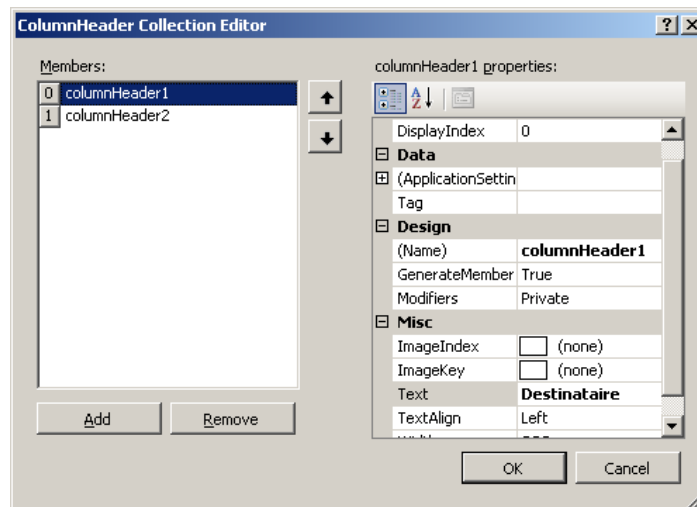 ColumnHeader Collection Editor
Members:
0 columnHeader1
1 columnHeader2
Add
Remove
columnHeader1 properties:
DisplayIndex 0
Data
(ApplicationSettin
Tag
Design
(Name) columnHeader1
GenerateMember True
Modifiers Private
Misc
ImageIndex (none)
ImageKey (none)
Text Destinataire
TextAlign Left
OK
Cancel